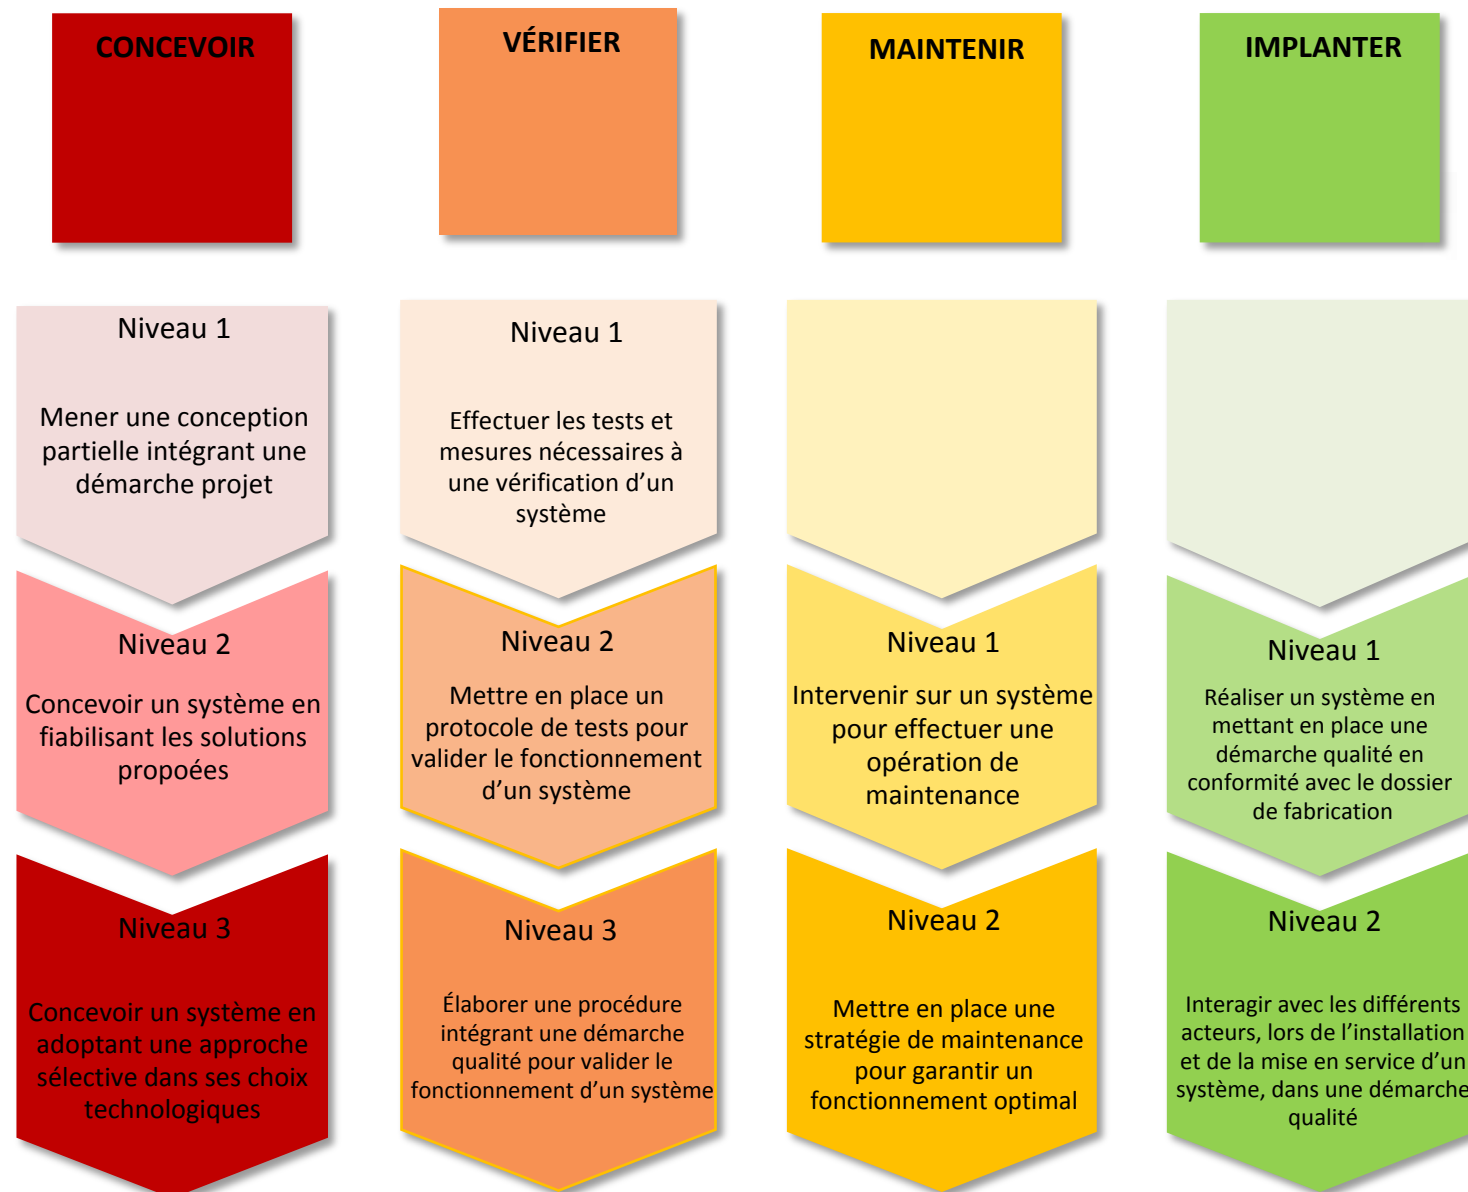 CONCEVOIR
VÉRIFIER
MAINTENIR
IMPLANTER
Niveau 1
Mener une conception
partielle intégrant une
démarche projet
Niveau 2
Concevoir un système en
fiabilisant les solutions
propoées
Niveau 3
Concevoir un système en
adoptant une approche
sélective dans ses choix
technologiques
Niveau 1
Effectuer les tests et
mesures nécessaires à
une vérification d’un
système
Niveau 2
Mettre en place un
protocole de tests pour
valider le fonctionnement
d’un système
Niveau 3
Élaborer une procédure
intégrant une démarche
qualité pour valider le
fonctionnement d’un système
Niveau 1
Intervenir sur un système
pour effectuer une
opération de
maintenance
Niveau 2
Mettre en place une
stratégie de maintenance
pour garantir un
fonctionnement optimal
Niveau 1
Réaliser un système en
mettant en place une
démarche qualité en
conformité avec le dossier
de fabrication
Niveau 2
Interagir avec les différents
acteurs, lors de l’installation
et de la mise en service d’un
système, dans une démarche
qualité